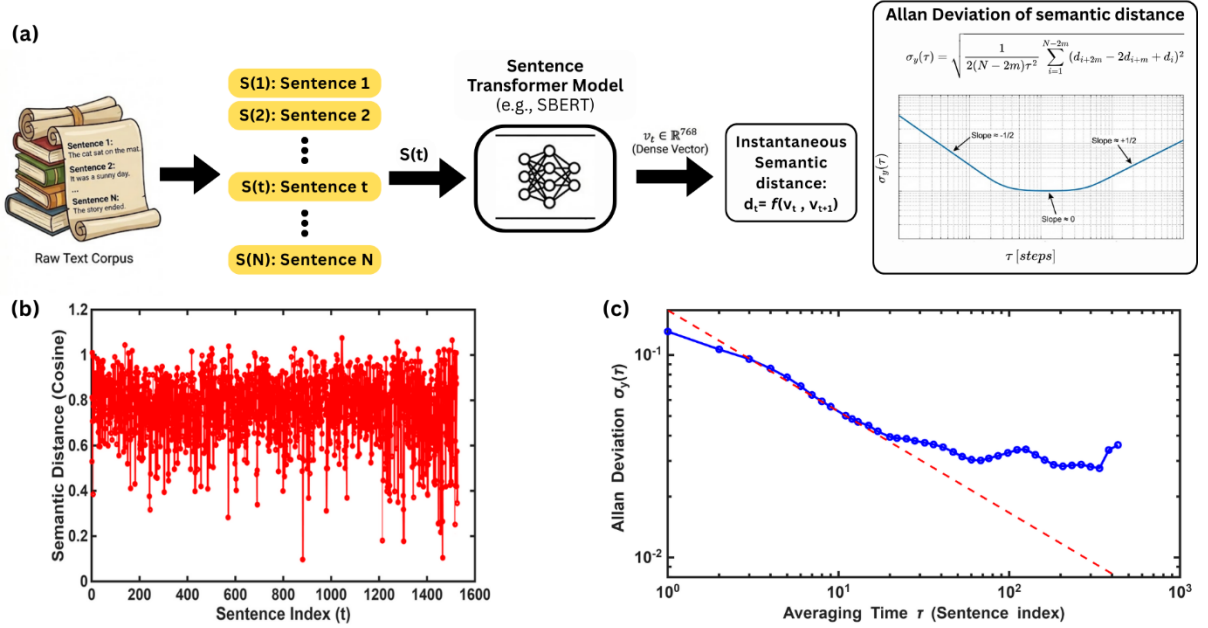 (a)
Sentence 1:
The cat sat on the mat.
Sentence 2:
It was a sunny day.
...
Sentence N:
The story ended.
Raw Text Corpus
S(1): Sentence 1
S(2): Sentence 2
S(t): Sentence t
S(N): Sentence N
S(t)
Sentence
Transformer Model
(e.g., SBERT)
v_t ∈ ℝ^768
(Dense Vector)
Instantaneous
Semantic
distance:
d_t= f(v_t , v_{t+1})
Allan Deviation of semantic distance
σ_y(τ) = √( 1 / (2(N − 2m)τ²) ∑_{i=1}^{N−2m} (d_{i+2m} − 2d_{i+m} + d_i)² )
Slope ≈ -1/2
Slope ≈ +1/2
Slope ≈ 0
σ_y(τ)
τ [steps]
(b)
1.2
1
0.8
0.6
0.4
0.2
0
0 200 400 600 800 1000 1200 1400 1600
Semantic Distance (Cosine)
Sentence Index (t)
(c)
10^-1
10^-2
10^0 10^1 10^2 10^3
Allan Deviation σ_y(τ)
Averaging Time τ (Sentence index)